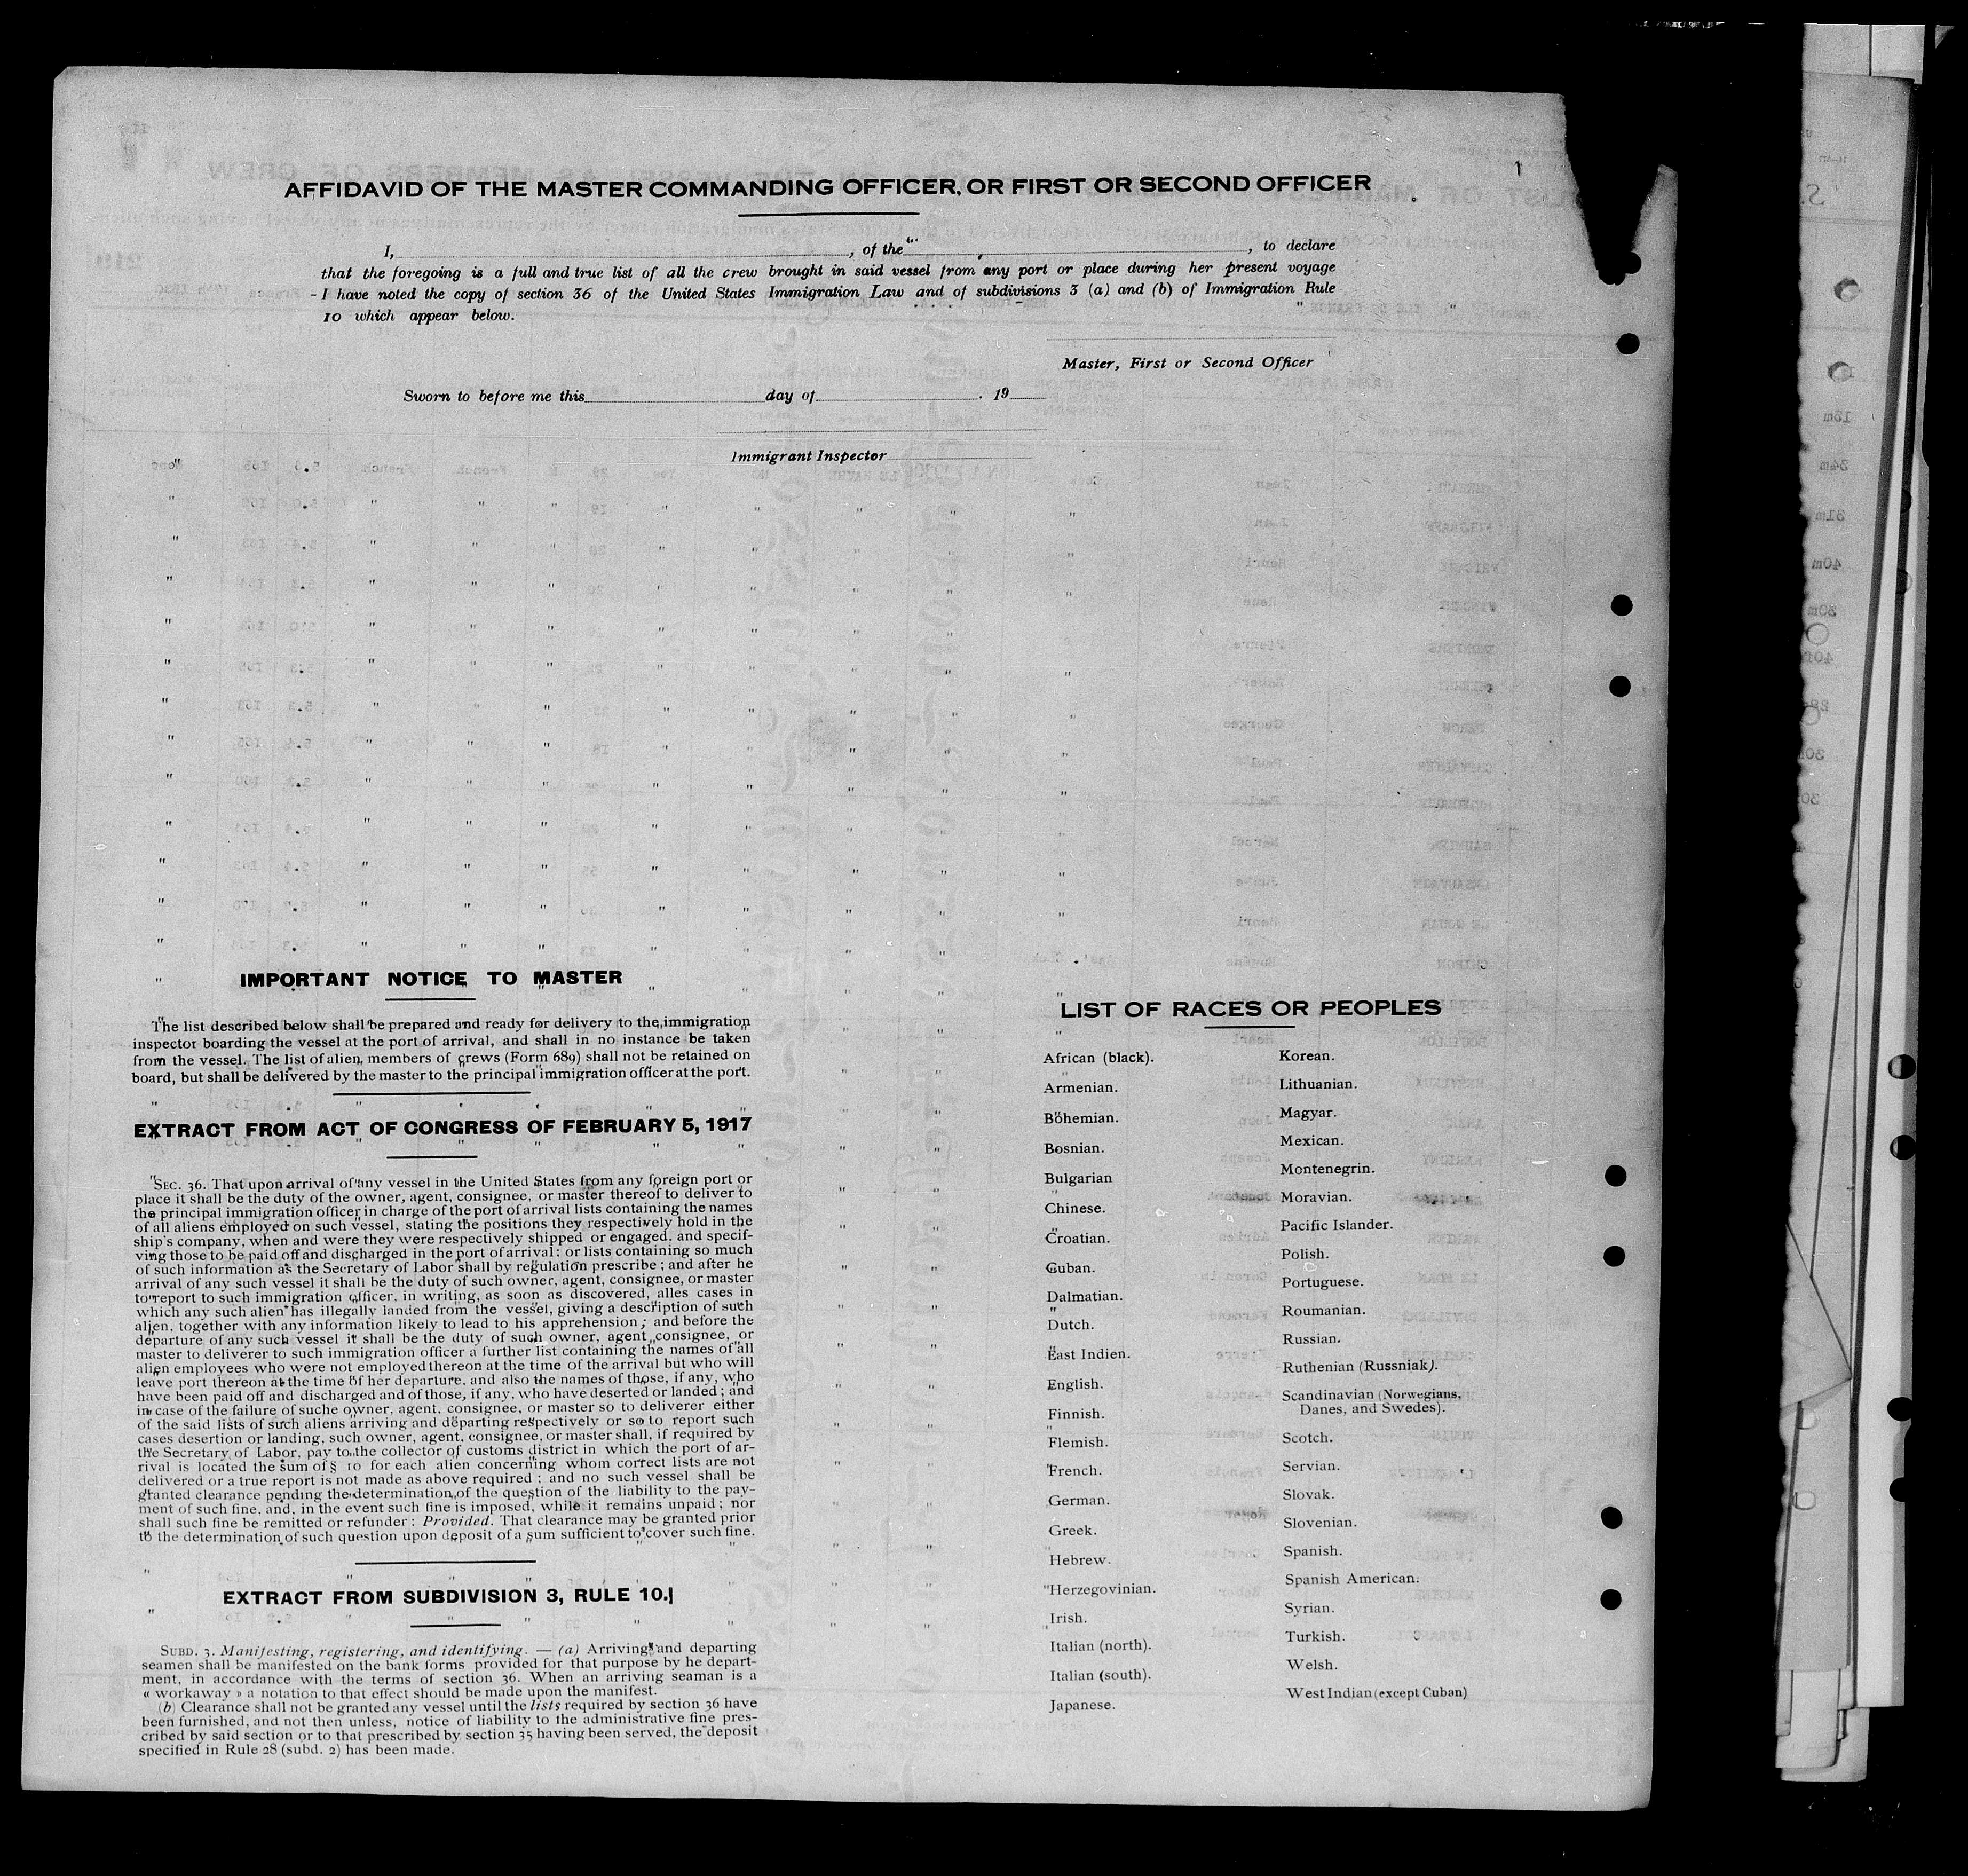 AFFIDAVID OF THE MASTER COMMANDING OFFICER, OR FIRST OR SECOND OFFICER
I, , of the , to declare
that the foregoing is a full and true list of all the crew brought in said vessel from any port or place during her present voyage
- I have noted the copy of section 36 of the United States Immigration Law and of subdivisions 3 (a) and (b) of Immigration Rule
10 which appear below.
Master, First or Second Officer
Sworn to before me this day of . 19
Immigrant Inspector
IMPORTANT NOTICE TO MASTER
The list described below shall be prepared and ready for delivery to the immigration
inspector boarding the vessel at the port of arrival, and shall in no instance be taken
from the vessel. The list of alien members of crews (Form 689) shall not be retained on
board, but shall be delivered by the master to the principal immigration officer at the port.
EXTRACT FROM ACT OF CONGRESS OF FEBRUARY 5, 1917
SEC. 36. That upon arrival of any vessel in the United States from any foreign port or
place it shall be the duty of the owner, agent, consignee, or master thereof to deliver to
the principal immigration officer in charge of the port of arrival lists containing the names
of all aliens employed on such vessel, stating the positions they respectively hold in the
ship's company, when and were they were respectively shipped or engaged, and specif-
ving those to be paid off and discharged in the port of arrival: or lists containing so much
of such information as the Secretary of Labor shall by regulation prescribe; and after he
arrival of any such vessel it shall be the duty of such owner, agent, consignee, or master
to report to such immigration officer, in writing, as soon as discovered, alles cases in
which any such alien has illegally landed from the vessel, giving a description of such
alien, together with any information likely to lead to his apprehension; and before the
departure of any such vessel it shall be the duty of such owner, agent, consignee, or
master to deliverer to such immigration officer a further list containing the names of all
alien employees who were not employed thereon at the time of the arrival but who will
leave port thereon at the time of her departure, and also the names of those, if any, who
have been paid off and discharged and of those, if any, who have deserted or landed; and
in case of the failure of suche owner, agent, consignee, or master so to deliverer either
of the said lists of such aliens arriving and departing respectively or so to report such
cases desertion or landing, such owner, agent, consignee, or master shall, if required by
the Secretary of Labor, pay to the collector of customs district in which the port of ar-
rival is located the sum of § 10 for each alien concerning whom correct lists are not
delivered or a true report is not made as above required; and no such vessel shall be
granted clearance pending the determination of the question of the liability to the pay-
ment of such fine, and, in the event such fine is imposed, while it remains unpaid; nor
shall such fine be remitted or refunder: Provided. That clearance may be granted prior
to the determination of such question upon deposit of a sum sufficient to cover such fine.
EXTRACT FROM SUBDIVISION 3, RULE 10.
SUBD. 3. Manifesting, registering, and identifying. — (a) Arriving and departing
seamen shall be manifested on the bank forms provided for that purpose by he depart-
ment, in accordance with the terms of section 36. When an arriving seaman is a
« workaway » a notation to that effect should be made upon the manifest.
(b) Clearance shall not be granted any vessel until the lists required by section 36 have
been furnished, and not then unless, notice of liability to the administrative fine pres-
cribed by said section or to that prescribed by section 35 having been served, the deposit
specified in Rule 28 (subd. 2) has been made.
LIST OF RACES OR PEOPLES
African (black).
Armenian.
Bohemian.
Bosnian.
Bulgarian
Chinese.
Croatian.
Cuban.
Dalmatian.
Dutch.
East Indien.
English.
Finnish.
Flemish.
French.
German.
Greek.
Hebrew.
Herzegovinian.
Irish.
Italian (north).
Italian (south).
Japanese.
Korean.
Lithuanian.
Magyar.
Mexican.
Montenegrin.
Moravian.
Pacific Islander.
Polish.
Portuguese.
Roumanian.
Russian.
Ruthenian (Russniak).
Scandinavian (Norwegians,
Danes, and Swedes).
Scotch.
Servian.
Slovak.
Slovenian.
Spanish.
Spanish American.
Syrian.
Turkish.
Welsh.
West Indian (except Cuban)